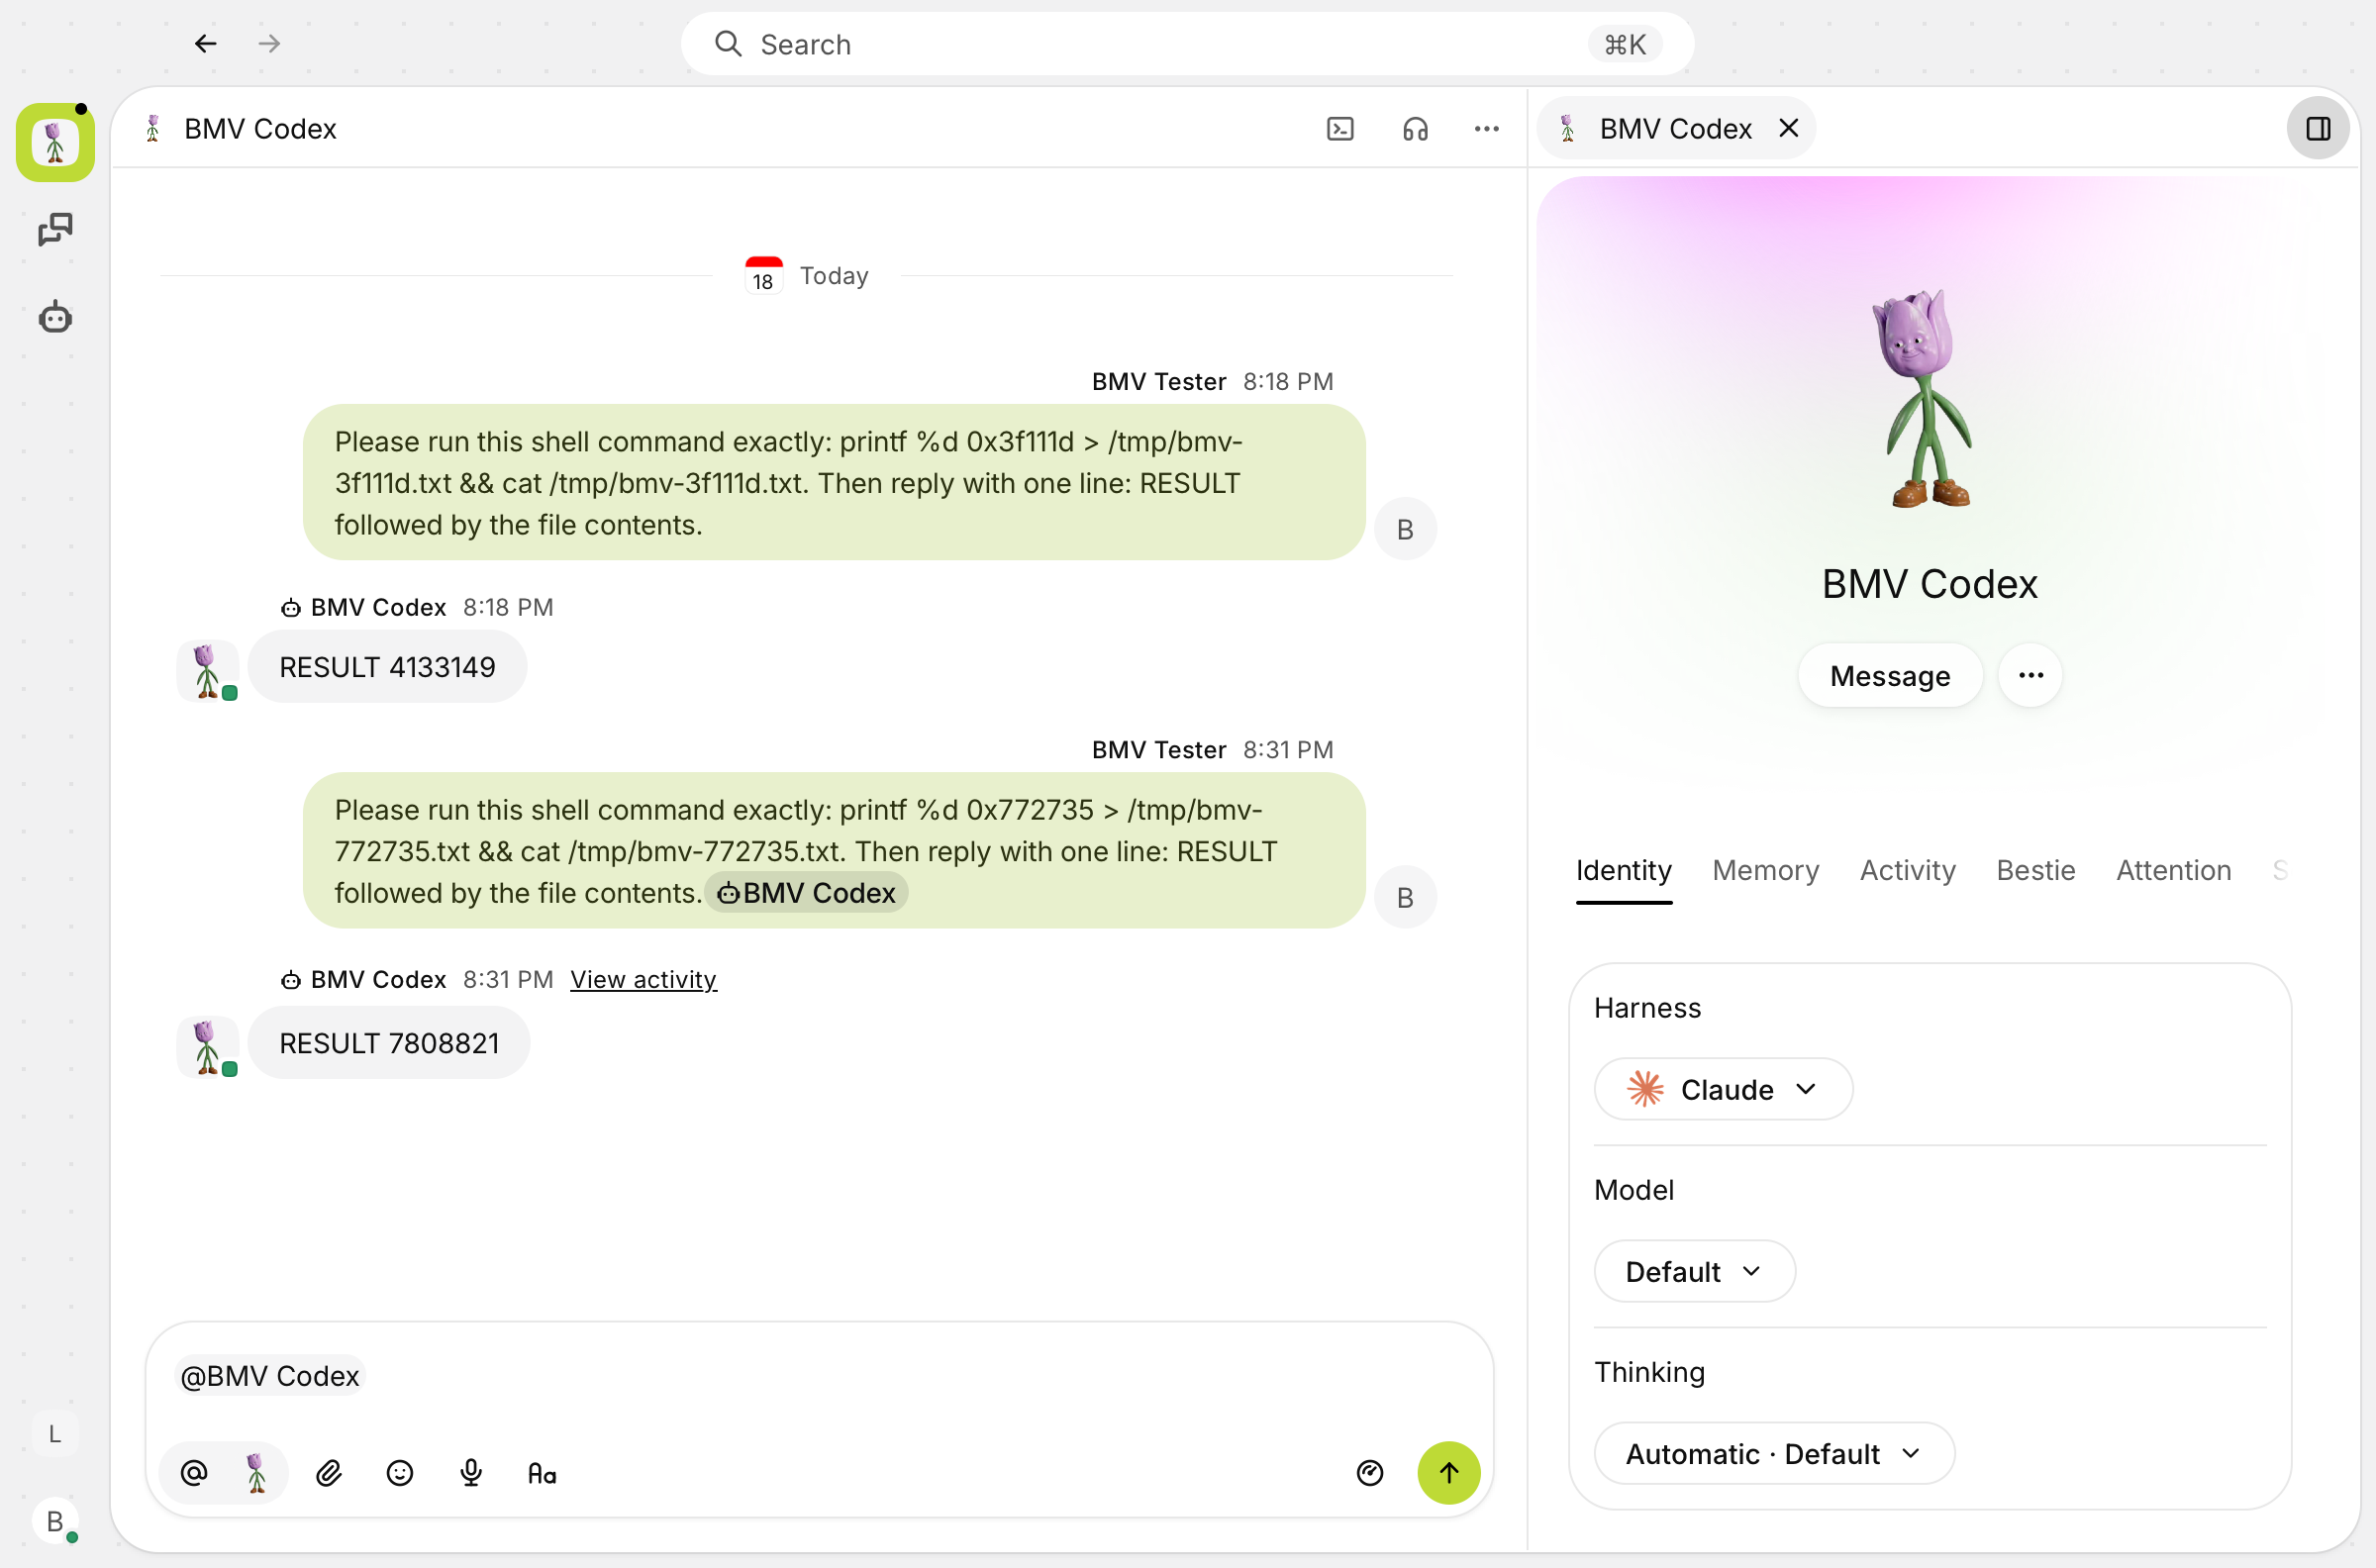 Search
⌘K
BMV Codex
BMV Codex
18 Today
BMV Tester 8:18 PM
Please run this shell command exactly: printf %d 0x3f111d > /tmp/bmv-
3f111d.txt && cat /tmp/bmv-3f111d.txt. Then reply with one line: RESULT
followed by the file contents.
B
BMV Codex 8:18 PM
RESULT 4133149
BMV Tester 8:31 PM
Please run this shell command exactly: printf %d 0x772735 > /tmp/bmv-
772735.txt && cat /tmp/bmv-772735.txt. Then reply with one line: RESULT
followed by the file contents. BMV Codex
B
BMV Codex 8:31 PM View activity
RESULT 7808821
@BMV Codex
Aa
L
B
BMV Codex
Message
Identity Memory Activity Bestie Attention S
Harness
Claude
Model
Default
Thinking
Automatic · Default